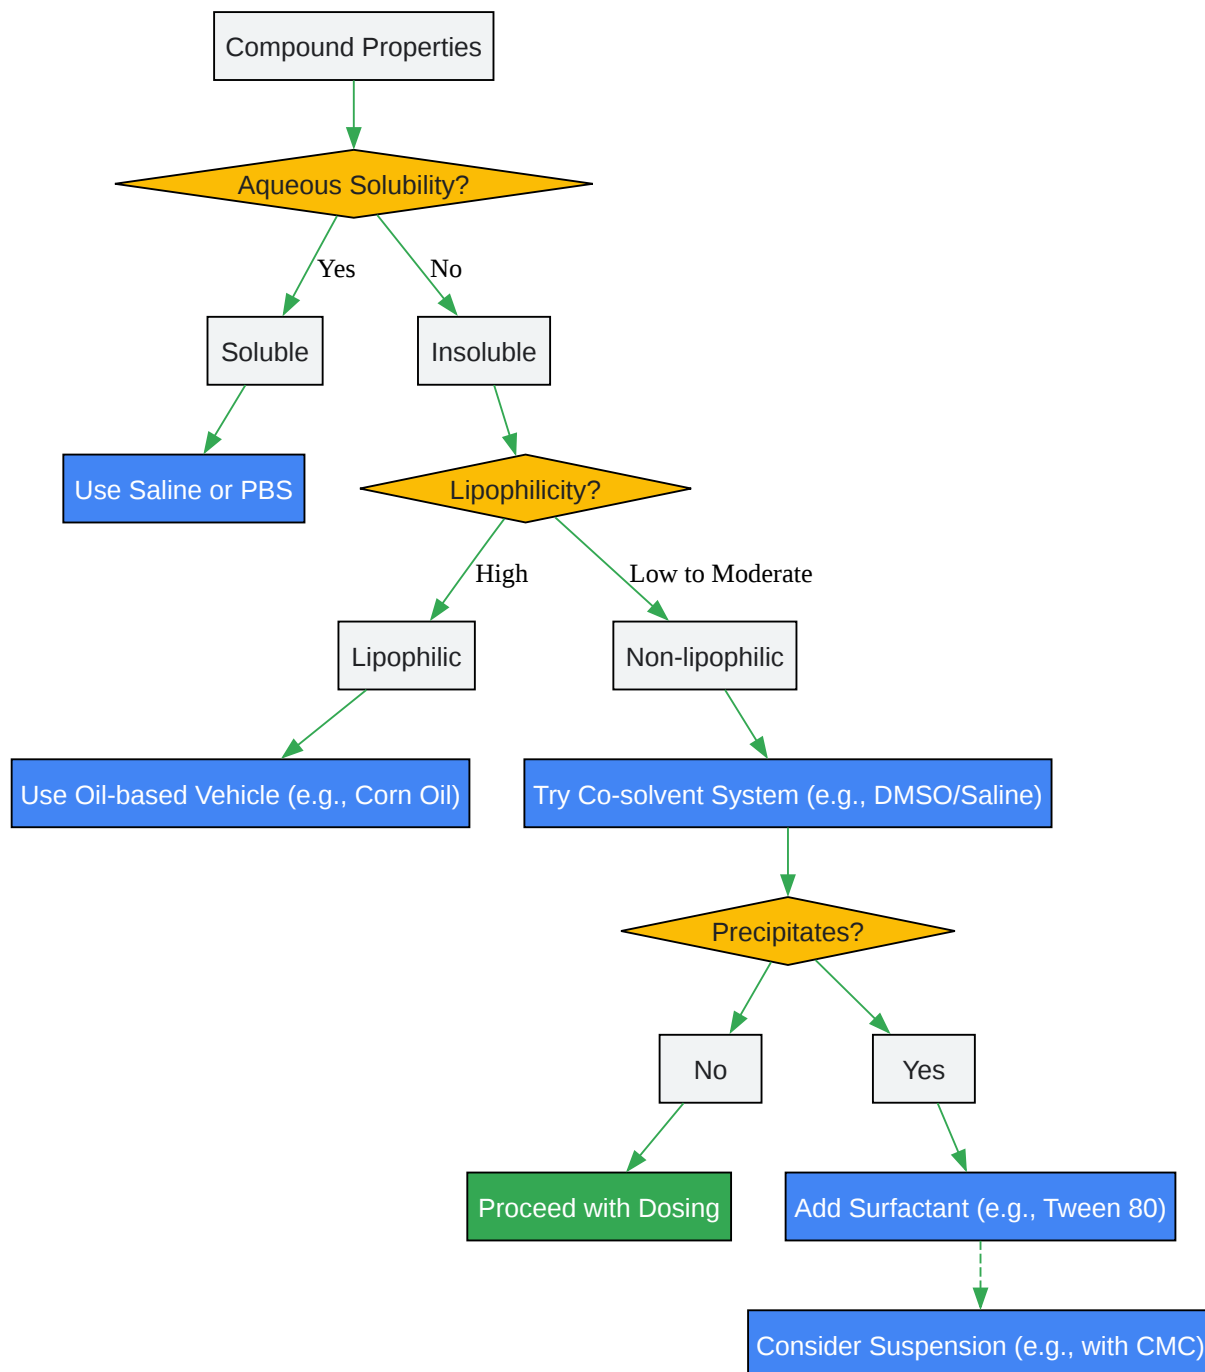 Compound Properties
Aqueous Solubility?
Yes
No
Soluble
Insoluble
Use Saline or PBS
Lipophilicity?
High
Low to Moderate
Lipophilic
Non-lipophilic
Use Oil-based Vehicle (e.g., Corn Oil)
Try Co-solvent System (e.g., DMSO/Saline)
Precipitates?
No
Yes
Proceed with Dosing
Add Surfactant (e.g., Tween 80)
Consider Suspension (e.g., with CMC)